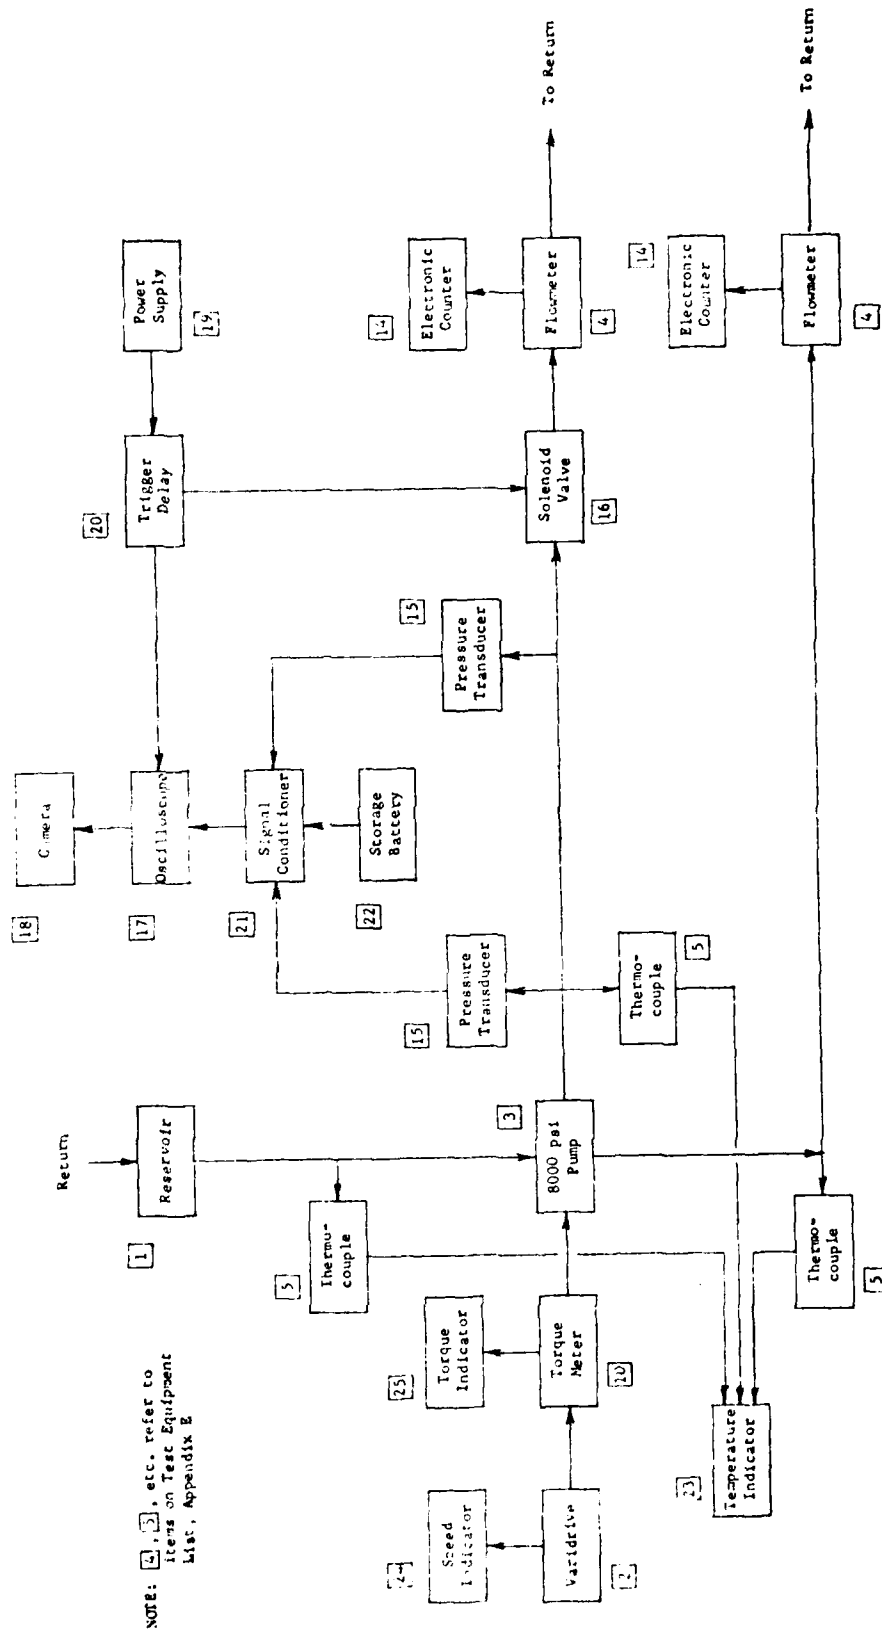 Return
1
Reservoir
18
Camera
17
Oscilloscope
20
Trigger
Delay
Power
Supply
19
5
Thermo-
couple
21
Signal
Conditioner
22
Storage
Battery
25
Torque
Indicator
24
Speed
Indicator
15
Pressure
Transducer
Pressure
Transducer
15
14
Electronic
Counter
Varidrive
2
Torque
Meter
3
8000 psi
Pump
Solenoid
Valve
16
Flowmeter
4
To Return
5
Thermo-
couple
14
Electronic
Counter
23
Temperature
Indicator
Thermo-
couple
5
Flowmeter
4
To Return
NOTE: 4, 5, etc. refer to
items on Test Equipment
List, Appendix E